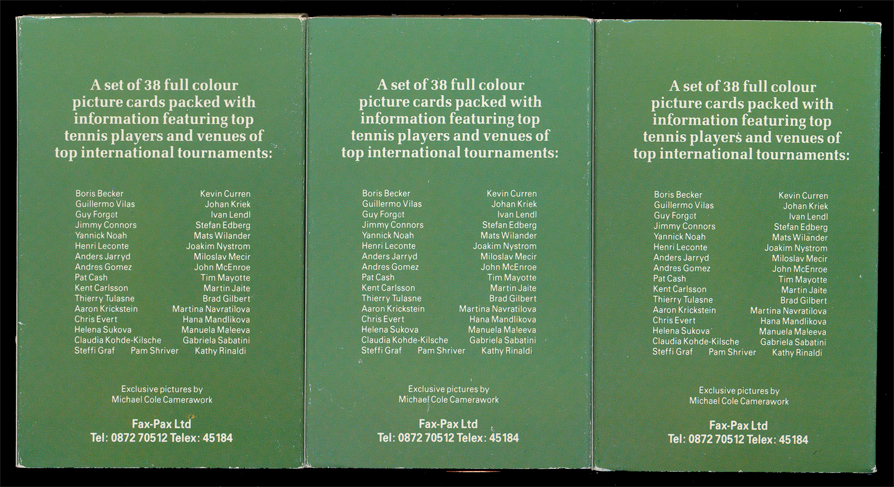 A set of 38 full colour
picture cards packed with
information featuring top
tennis players and venues of
top international tournaments:
Boris Becker Kevin Curren
Guillermo Vilas Johan Kriek
Guy Forget Ivan Lendl
Jimmy Connors Stefan Edberg
Yannick Noah Mats Wilander
Henri Leconte Joakim Nystrom
Anders Jarryd Miloslav Mecir
Andres Gomez John McEnroe
Pat Cash Tim Mayotte
Kent Carlsson Martin Jaite
Thierry Tulasne Brad Gilbert
Aaron Krickstein Martina Navratilova
Chris Evert Hana Mandlikova
Helena Sukova Manuela Maleeva
Claudia Kohde-Kilsche Gabriela Sabatini
Steffi Graf Pam Shriver Kathy Rinaldi
Exclusive pictures by
Michael Cole Camerawork
Fax-Pax Ltd
Tel: 0872 70512 Telex: 45184
A set of 38 full colour
picture cards packed with
information featuring top
tennis players and venues of
top international tournaments:
Boris Becker Kevin Curren
Guillermo Vilas Johan Kriek
Guy Forget Ivan Lendl
Jimmy Connors Stefan Edberg
Yannick Noah Mats Wilander
Henri Leconte Joakim Nystrom
Anders Jarryd Miloslav Mecir
Andres Gomez John McEnroe
Pat Cash Tim Mayotte
Kent Carlsson Martin Jaite
Thierry Tulasne Brad Gilbert
Aaron Krickstein Martina Navratilova
Chris Evert Hana Mandlikova
Helena Sukova Manuela Maleeva
Claudia Kohde-Kilsche Gabriela Sabatini
Steffi Graf Pam Shriver Kathy Rinaldi
Exclusive pictures by
Michael Cole Camerawork
Fax-Pax Ltd
Tel: 0872 70512 Telex: 45184
A set of 38 full colour
picture cards packed with
information featuring top
tennis players and venues of
top international tournaments:
Boris Becker Kevin Curren
Guillermo Vilas Johan Kriek
Guy Forget Ivan Lendl
Jimmy Connors Stefan Edberg
Yannick Noah Mats Wilander
Henri Leconte Joakim Nystrom
Anders Jarryd Miloslav Mecir
Andres Gomez John McEnroe
Pat Cash Tim Mayotte
Kent Carlsson Martin Jaite
Thierry Tulasne Brad Gilbert
Aaron Krickstein Martina Navratilova
Chris Evert Hana Mandlikova
Helena Sukova Manuela Maleeva
Claudia Kohde-Kilsche Gabriela Sabatini
Steffi Graf Pam Shriver Kathy Rinaldi
Exclusive pictures by
Michael Cole Camerawork
Fax-Pax Ltd
Tel: 0872 70512 Telex: 45184